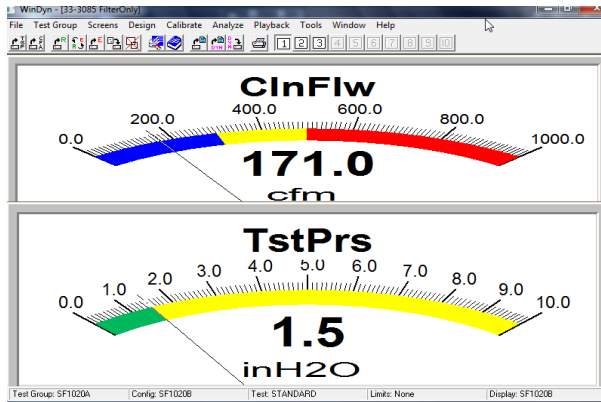 WinDyn - [33-3085 FilterOnly]
File Test Group Screens Design Calibrate Analyze Playback Tools Window Help
1 2 3 4 5 6 7 8 9 10
ClnFlw
0.0 200.0 400.0 600.0 800.0 1000.0
171.0
cfm
TstPrs
0.0 1.0 2.0 3.0 4.0 5.0 6.0 7.0 8.0 9.0 10.0
1.5
inH2O
Test Group: SF1020A Config: SF1020B Test: STANDARD Limits: None Display: SF1020B